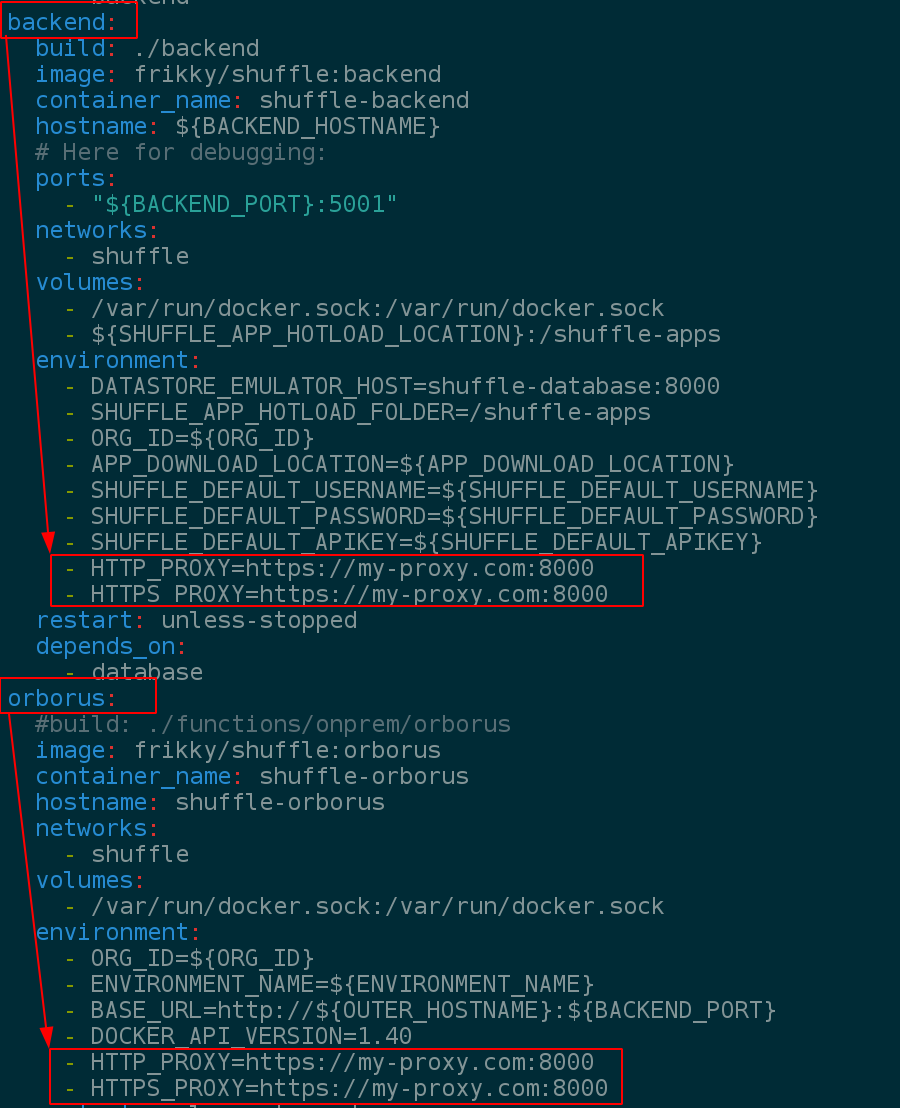 backend
backend:
build: ./backend
image: frikky/shuffle:backend
container_name: shuffle-backend
hostname: ${BACKEND_HOSTNAME}
# Here for debugging:
ports:
- "${BACKEND_PORT}:5001"
networks:
- shuffle
volumes:
- /var/run/docker.sock:/var/run/docker.sock
- ${SHUFFLE_APP_HOTLOAD_LOCATION}:/shuffle-apps
environment:
- DATASTORE_EMULATOR_HOST=shuffle-database:8000
- SHUFFLE_APP_HOTLOAD_FOLDER=/shuffle-apps
- ORG_ID=${ORG_ID}
- APP_DOWNLOAD_LOCATION=${APP_DOWNLOAD_LOCATION}
- SHUFFLE_DEFAULT_USERNAME=${SHUFFLE_DEFAULT_USERNAME}
- SHUFFLE_DEFAULT_PASSWORD=${SHUFFLE_DEFAULT_PASSWORD}
- SHUFFLE_DEFAULT_APIKEY=${SHUFFLE_DEFAULT_APIKEY}
- HTTP_PROXY=https://my-proxy.com:8000
- HTTPS_PROXY=https://my-proxy.com:8000
restart: unless-stopped
depends_on:
- database
orborus:
#build: ./functions/onprem/orborus
image: frikky/shuffle:orborus
container_name: shuffle-orborus
hostname: shuffle-orborus
networks:
- shuffle
volumes:
- /var/run/docker.sock:/var/run/docker.sock
environment:
- ORG_ID=${ORG_ID}
- ENVIRONMENT_NAME=${ENVIRONMENT_NAME}
- BASE_URL=http://${OUTER_HOSTNAME}:${BACKEND_PORT}
- DOCKER_API_VERSION=1.40
- HTTP_PROXY=https://my-proxy.com:8000
- HTTPS_PROXY=https://my-proxy.com:8000